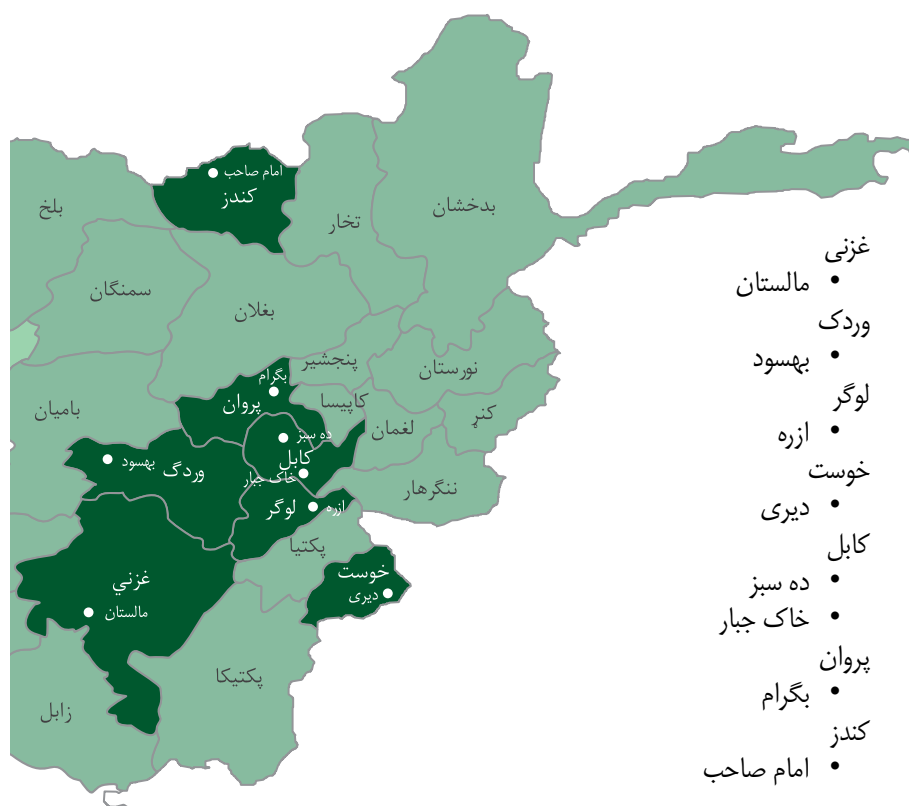 بدخشان
امام صاحب
کندز
بلخ
تخار
سمنگان
بغلان
پنجشیر
نورستان
بگرام
پروان
کاپیسا
بامیان
کنړ
لغمان
ده سبز
کابل
بهسود
وردگ
خاک جبار
ننگرهار
لوگر
ازره
پکتیا
خوست
دیری
غزني
مالستان
پکتیکا
زابل
غزنی
• مالستان
وردک
• بهسود
لوگر
• ازره
خوست
• دیری
کابل
• ده سبز
• خاک جبار
پروان
• بگرام
کندز
• امام صاحب